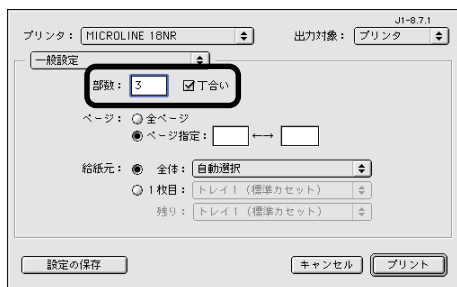 J1-8.7.1
プリンタ： MICROLINE 18NR 出力対象： プリンタ
一般設定
部数： 3 丁合い
ページ： 全ページ
ページ指定： ←→
給紙元： 全体： 自動選択
1枚目： トレイ1（標準カセット）
残り： トレイ1（標準カセット）
設定の保存 キャンセル プリント